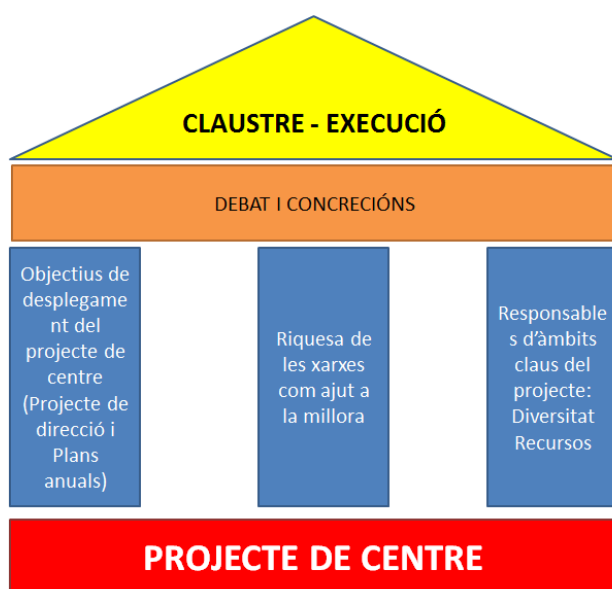 CLAUSTRE - EXECUCIÓ
DEBAT I CONCRECIÓNS
Objectius de
desplegame
nt del
projecte de
centre
(Projecte de
direcció i
Plans
anuals)
Riquesa de
les xarxes
com ajut a
la millora
Responsable
s d'àmbits
claus del
projecte:
Diversitat
Recursos
PROJECTE DE CENTRE